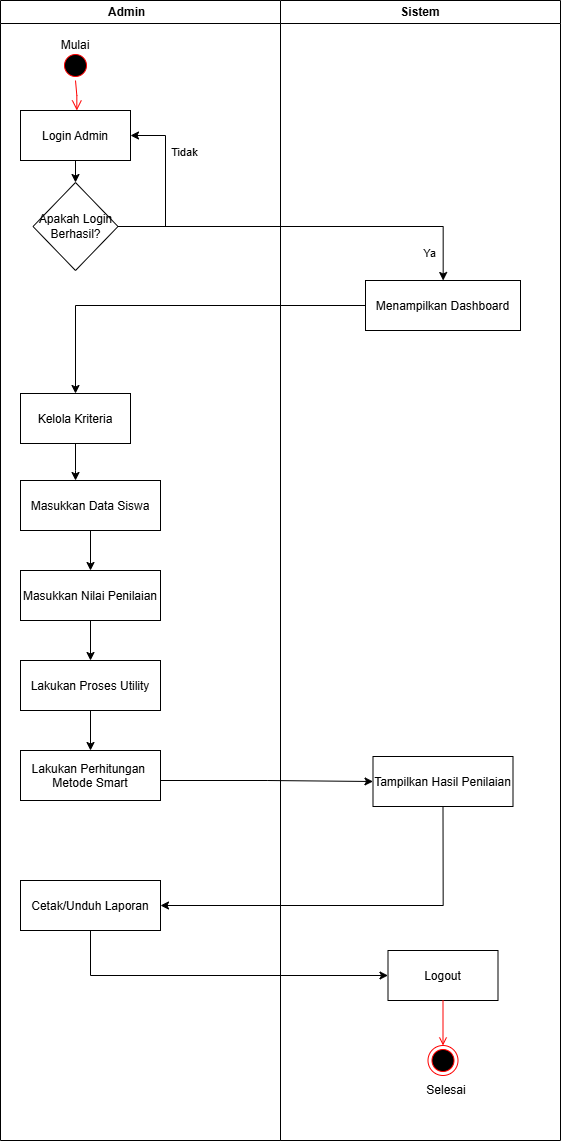 Admin
Sistem
Mulai
Login Admin
Tidak
Apakah Login
Berhasil?
Ya
Menampilkan Dashboard
Kelola Kriteria
Masukkan Data Siswa
Masukkan Nilai Penilaian
Lakukan Proses Utility
Lakukan Perhitungan
Metode Smart
Tampilkan Hasil Penilaian
Cetak/Unduh Laporan
Logout
Selesai